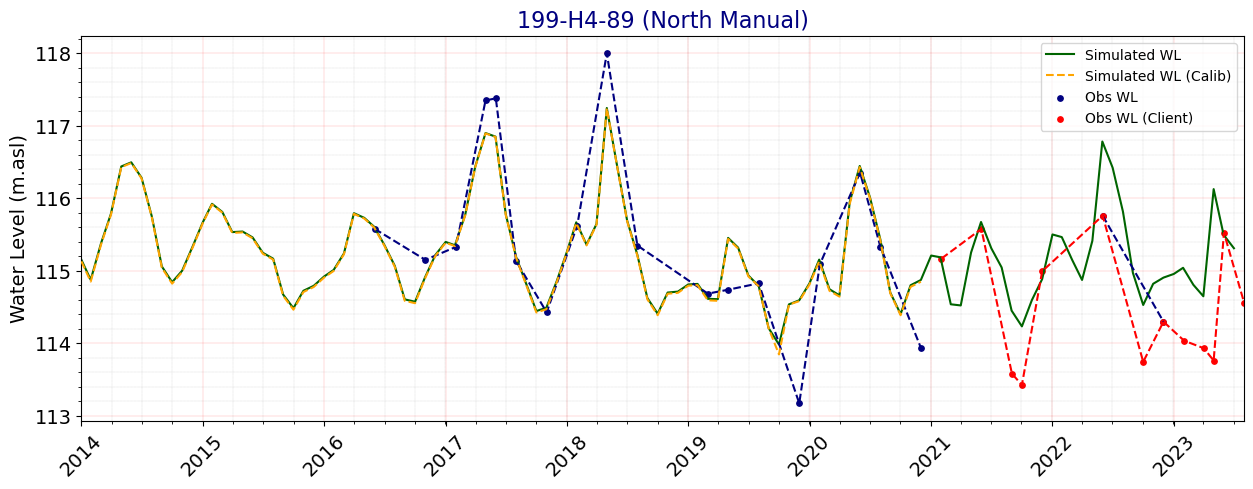 199-H4-89 (North Manual)
Water Level (m.asl)
118
117
116
115
114
113
Simulated WL
Simulated WL (Calib)
Obs WL
Obs WL (Client)
2014 2015 2016 2017 2018 2019 2020 2021 2022 2023